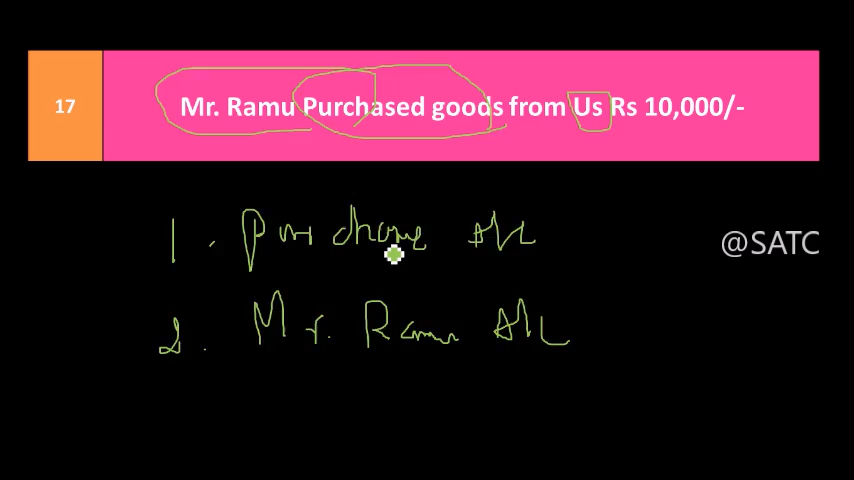 17
Mr. Ramu Purchased goods from Us Rs 10,000/-
1. Purchase A/c
@SATC
2. Mr. Ramu A/c